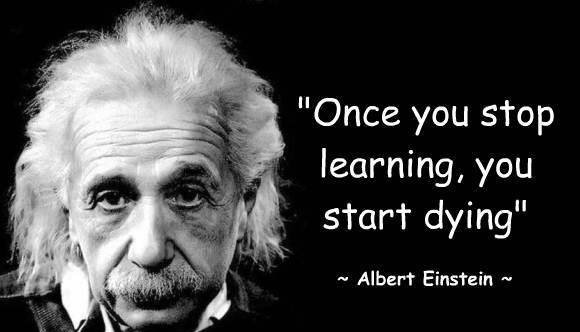 "Once you stop
learning, you
start dying"
~ Albert Einstein ~